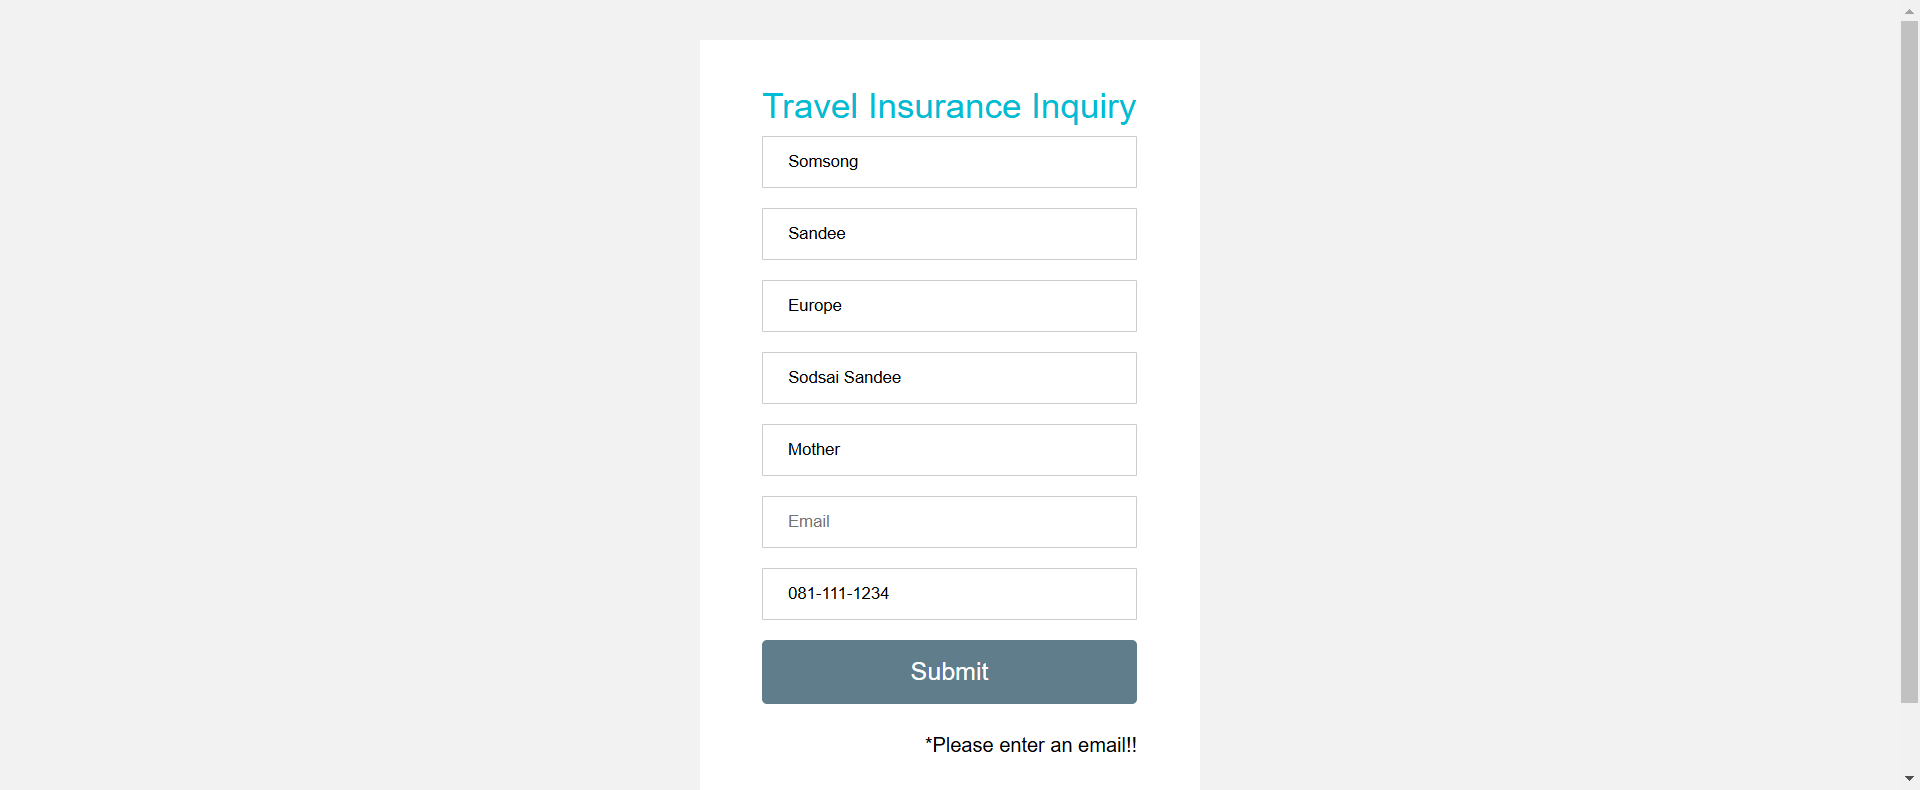 Travel Insurance Inquiry
Somsong
Sandee
Europe
Sodsai Sandee
Mother
Email
081-111-1234
Submit
*Please enter an email!!